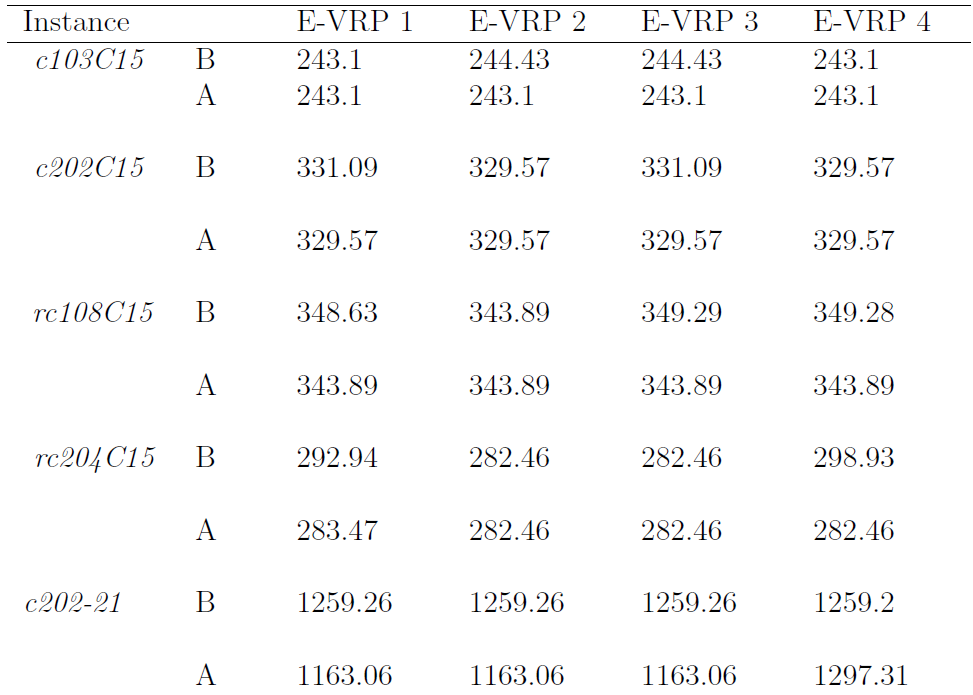 Instance E-VRP 1 E-VRP 2 E-VRP 3 E-VRP 4
c103C15 B 243.1 244.43 244.43 243.1
A 243.1 243.1 243.1 243.1
c202C15 B 331.09 329.57 331.09 329.57
A 329.57 329.57 329.57 329.57
rc108C15 B 348.63 343.89 349.29 349.28
A 343.89 343.89 343.89 343.89
rc204C15 B 292.94 282.46 282.46 298.93
A 283.47 282.46 282.46 282.46
c202-21 B 1259.26 1259.26 1259.26 1259.2
A 1163.06 1163.06 1163.06 1297.31